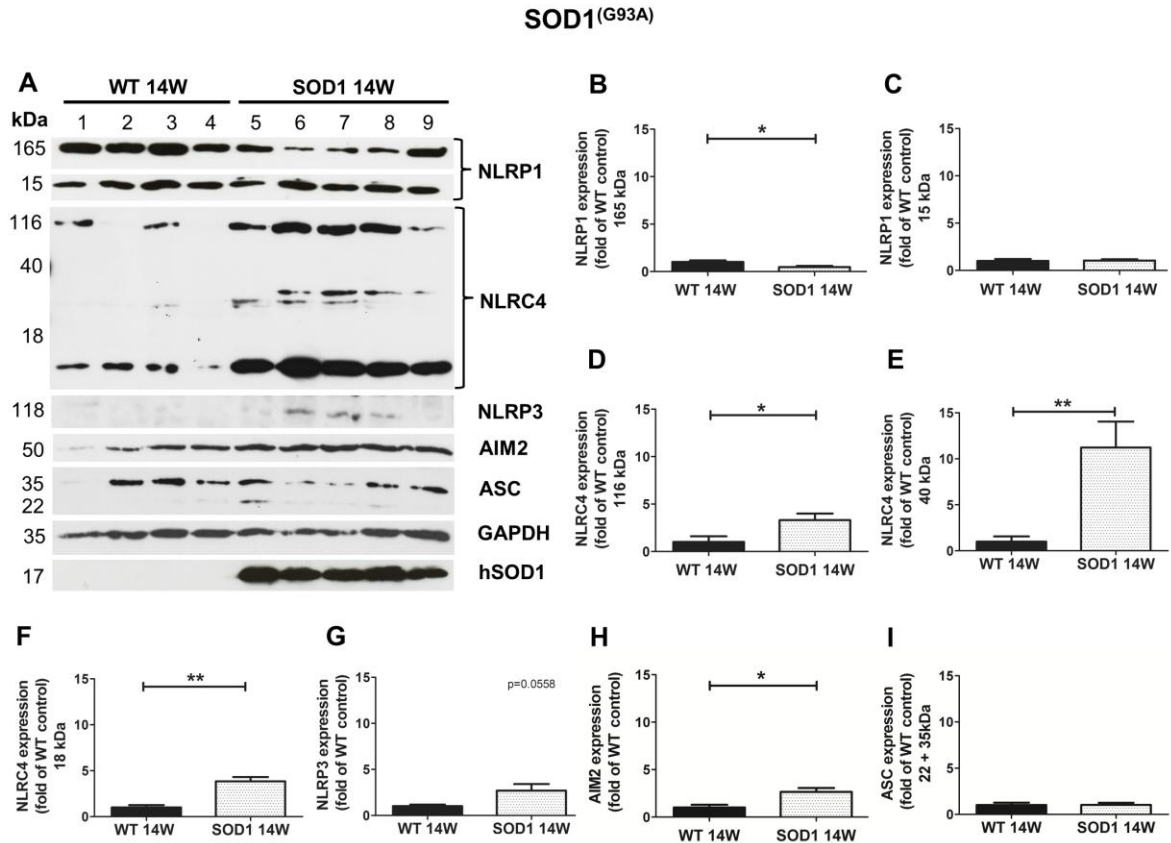 SOD1(G93A)
A
WT 14W SOD1 14W
kDa 1 2 3 4 5 6 7 8 9
165
15
NLRP1
116
40
18
NLRC4
118 NLRP3
50 AIM2
35
22
ASC
35 GAPDH
17 hSOD1
B
NLRP1 expression
(fold of WT control)
165 kDa
15
10
5
0
*
WT 14W SOD1 14W
C
NLRP1 expression
(fold of WT control)
15 kDa
15
10
5
0
WT 14W SOD1 14W
D
NLRC4 expression
(fold of WT control)
116 kDa
15
10
5
0
*
WT 14W SOD1 14W
E
NLRC4 expression
(fold of WT control)
40 kDa
15
10
5
0
**
WT 14W SOD1 14W
F
NLRC4 expression
(fold of WT control)
18 kDa
15
10
5
0
**
WT 14W SOD1 14W
G
NLRP3 expression
(fold of WT control)
15
10
5
0
p=0.0558
WT 14W SOD1 14W
H
AIM2 expression
(fold of WT control)
15
10
5
0
*
WT 14W SOD1 14W
I
ASC expression
(fold of WT control)
22 + 35kDa
15
10
5
0
WT 14W SOD1 14W